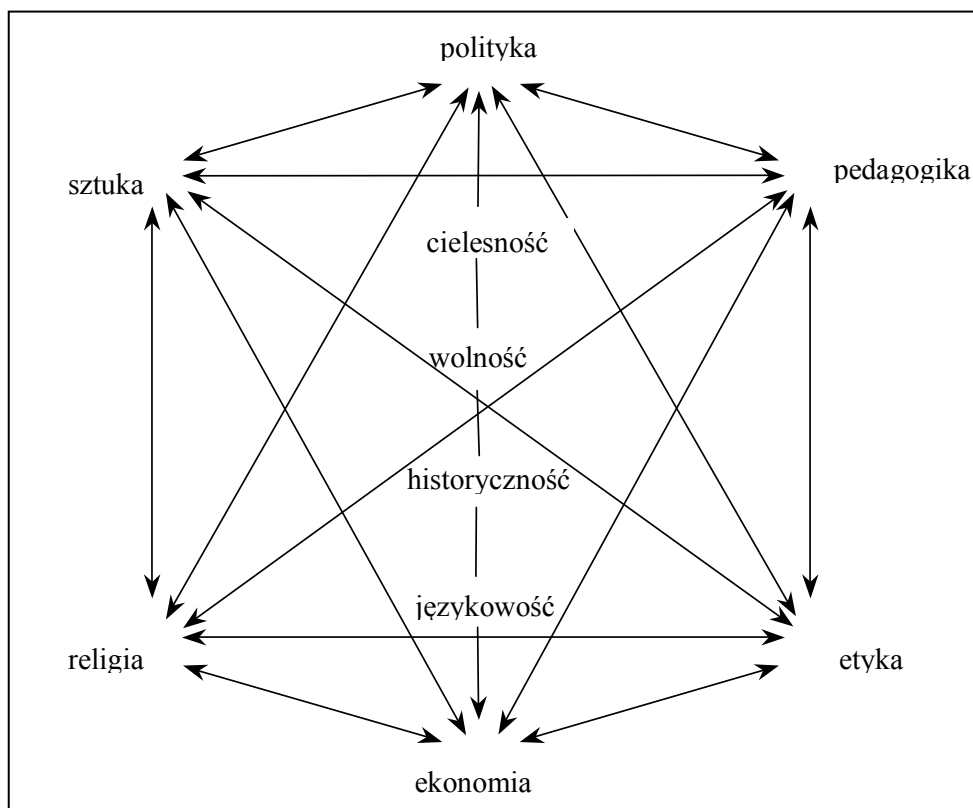 polityka
sztuka
pedagogika
cielesność
wolność
historyczność
językowość
religia
etyka
ekonomia